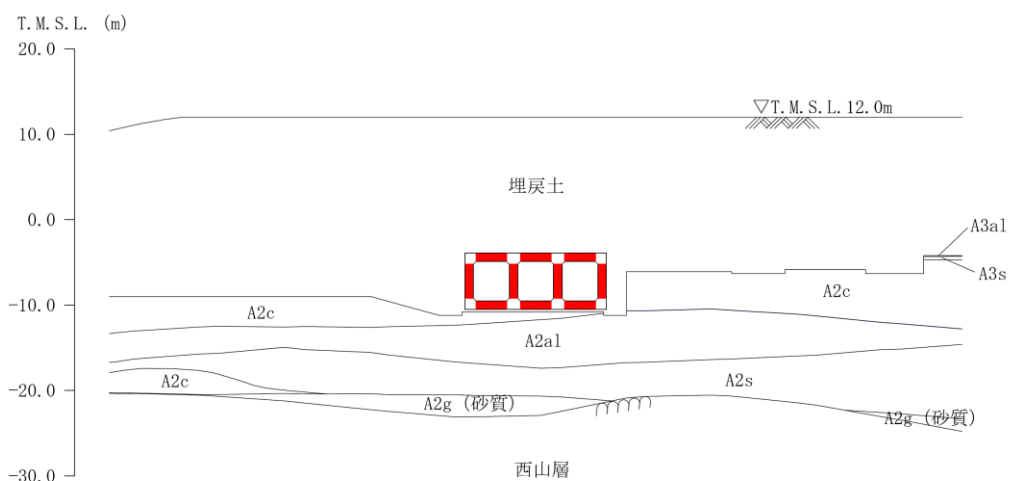 T.M.S.L. (m)
20.0
▽T.M.S.L.12.0m
10.0
埋戻土
0.0
A3al
A3s
A2c
-10.0
A2c
A2al
A2c
A2s
-20.0
A2g (砂質)
A2g (砂質)
西山層
-30.0